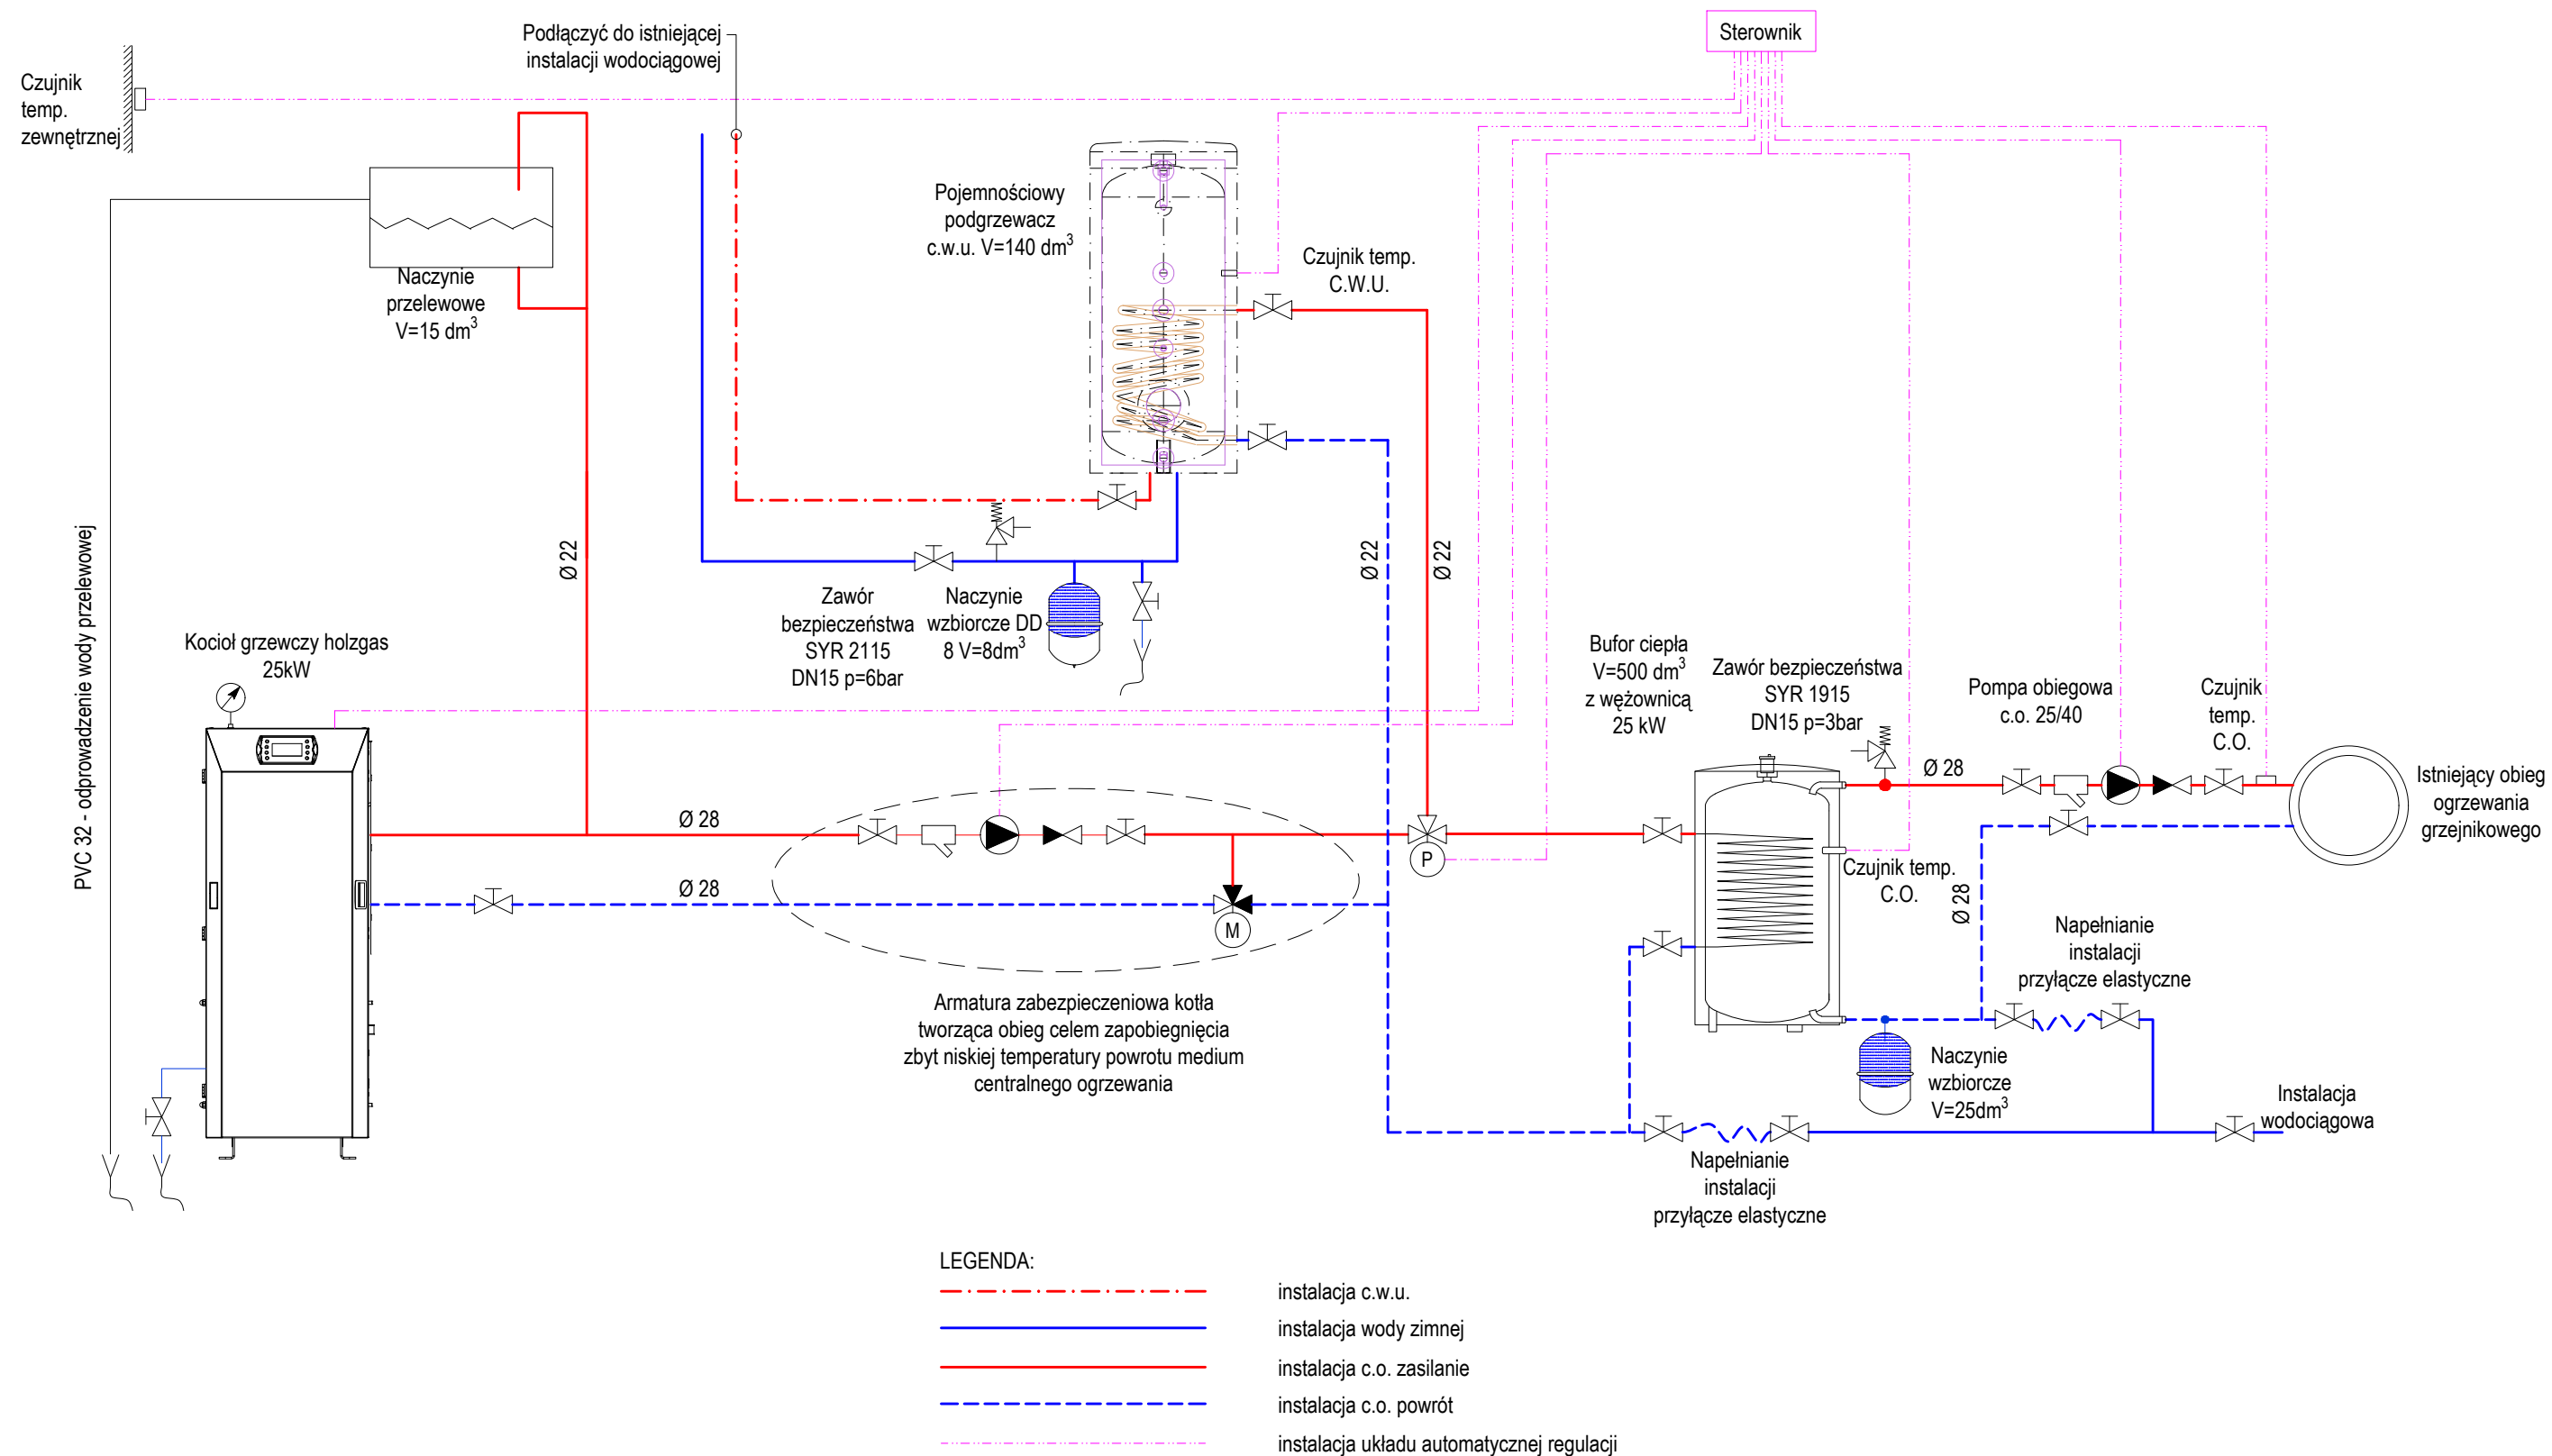 Podłączyć do istniejącej
instalacji wodociągowej
Sterownik
Czujnik
temp.
zewnętrznej
Pojemnościowy
podgrzewacz
c.w.u. V=140 dm³
Czujnik temp.
C.W.U.
Naczynie
przelewowe
V=15 dm³
PVC 32 - odprowadzenie wody przelewowej
Ø 22
Ø 22
Ø 22
Zawór
bezpieczeństwa
SYR 2115
DN15 p=6bar
Naczynie
wzbiorcze DD
8 V=8dm³
Kocioł grzewczy holzgas
25kW
Bufor ciepła
V=500 dm³
z wężownicą
25 kW
Zawór bezpieczeństwa
SYR 1915
DN15 p=3bar
Pompa obiegowa
c.o. 25/40
Czujnik
temp.
C.O.
Ø 28
Istniejący obieg
ogrzewania
grzejnikowego
Ø 28
P
Czujnik temp.
C.O.
Ø 28
Ø 28
M
Napełnianie
instalacji
przyłącze elastyczne
Armatura zabezpieczeniowa kotła
tworząca obieg celem zapobiegnięcia
zbyt niskiej temperatury powrotu medium
centralnego ogrzewania
Naczynie
wzbiorcze
V=25dm³
Instalacja
wodociągowa
Napełnianie
instalacji
przyłącze elastyczne
LEGENDA:
instalacja c.w.u.
instalacja wody zimnej
instalacja c.o. zasilanie
instalacja c.o. powrót
instalacja układu automatycznej regulacji